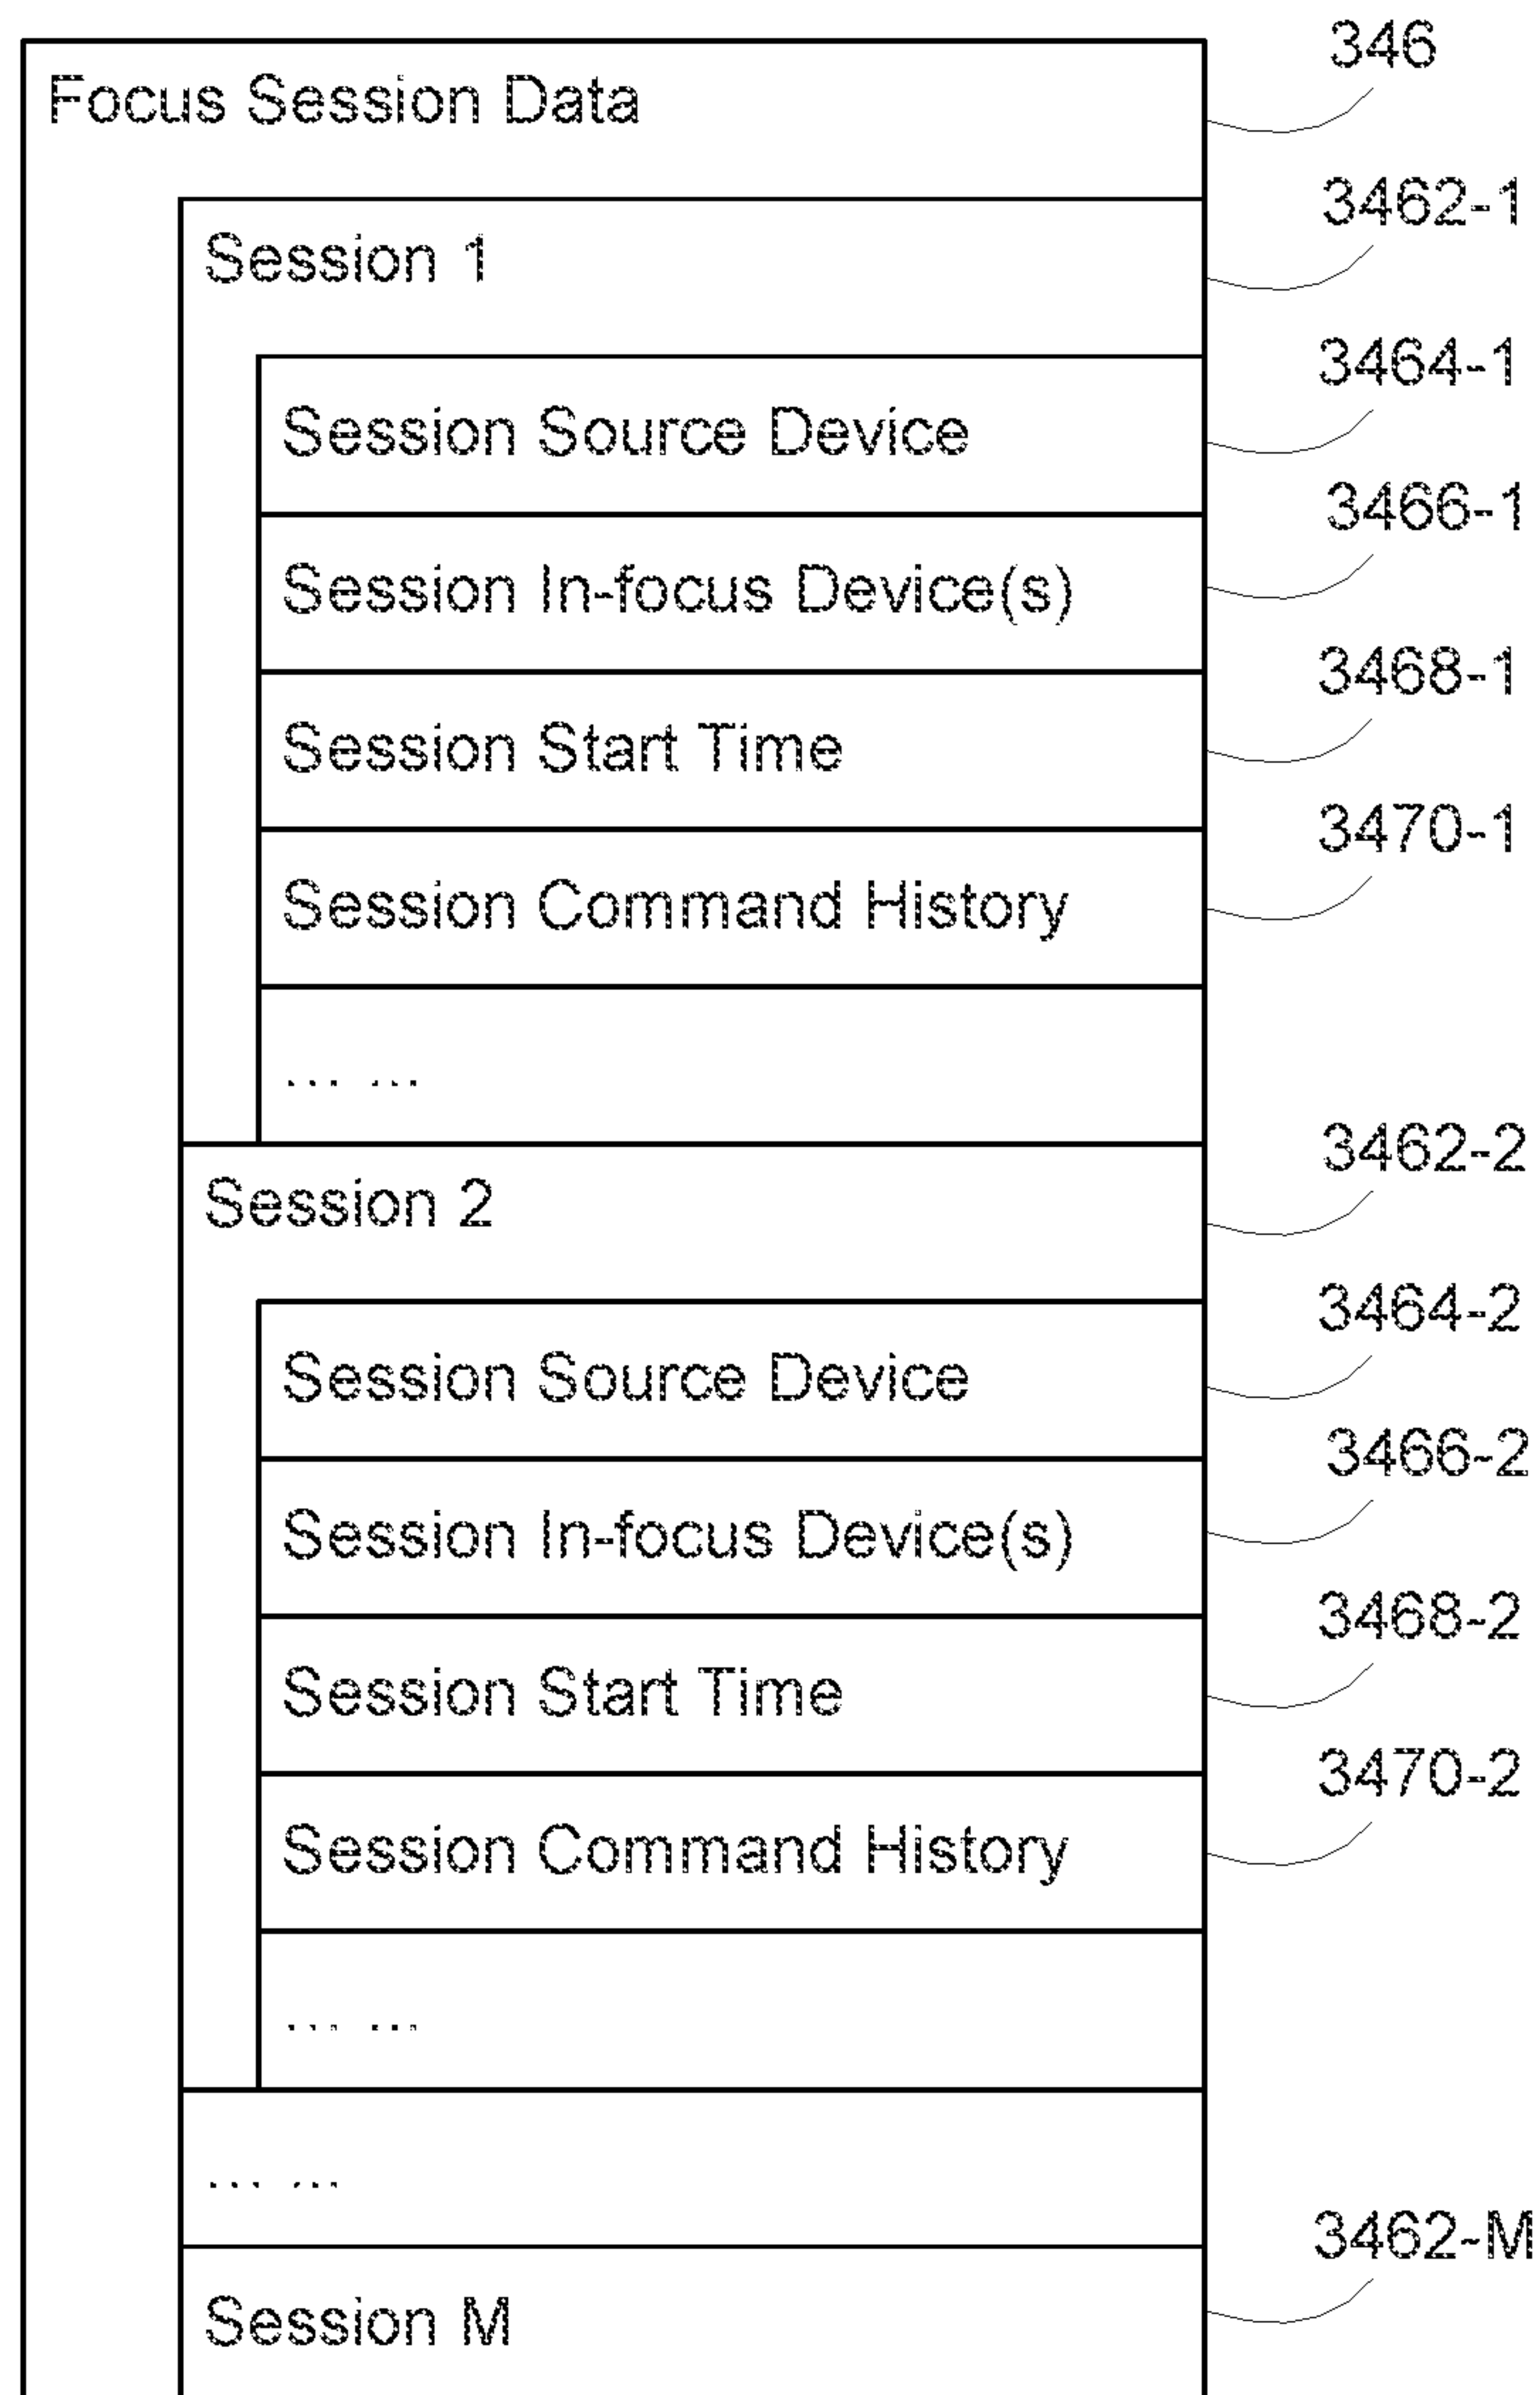 346
Focus Session Data
3462-1
Session 1
3464-1
Session Source Device
3466-1
Session In-focus Device(s)
3468-1
Session Start Time
3470-1
Session Command History
... ...
3462-2
Session 2
3464-2
Session Source Device
3466-2
Session In-focus Device(s)
3468-2
Session Start Time
3470-2
Session Command History
... ...
... ...
3462-M
Session M